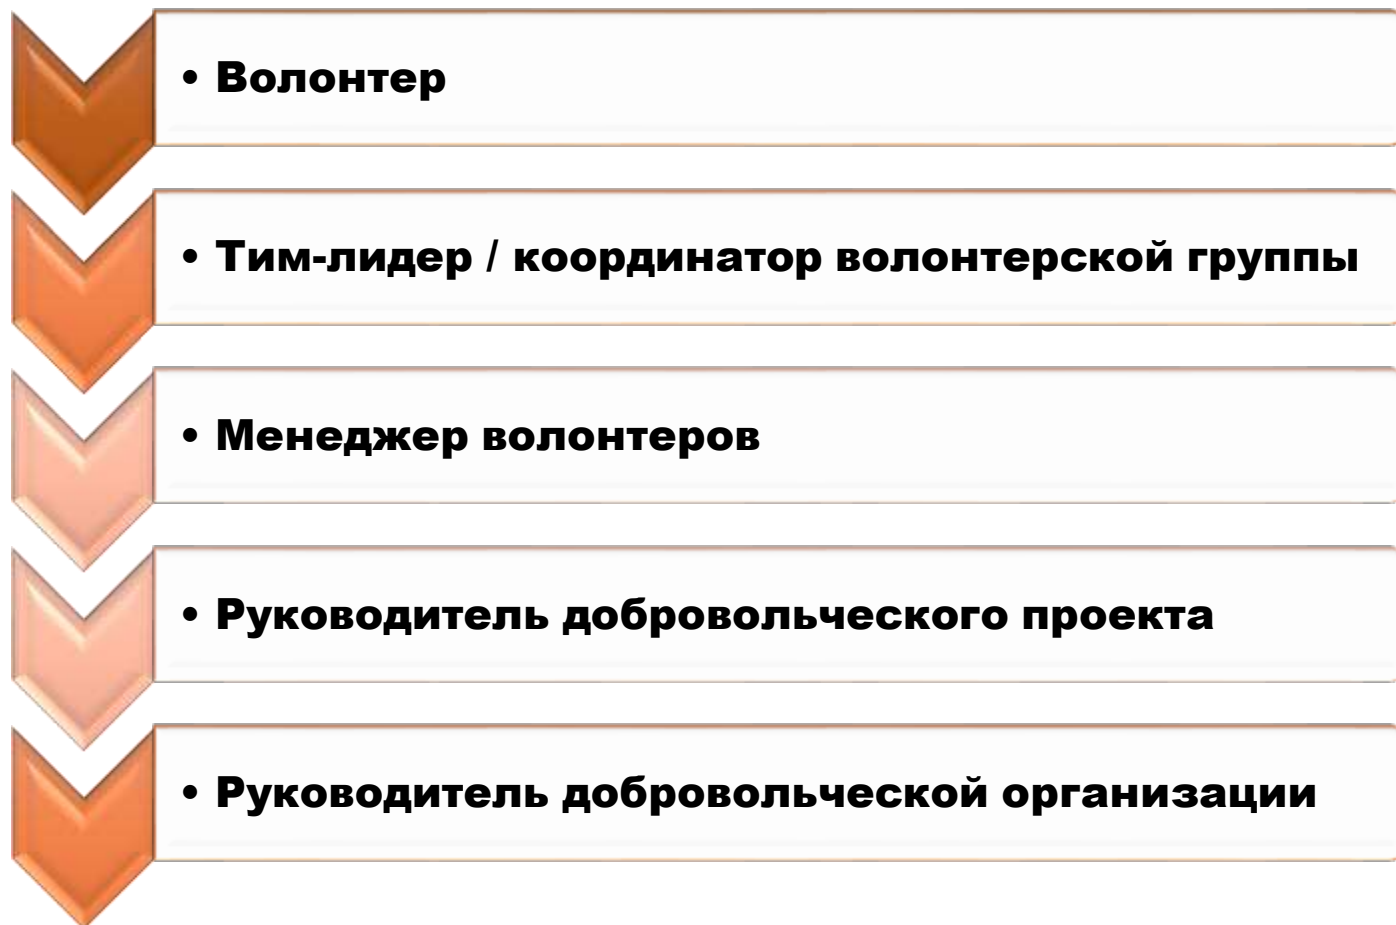 • Волонтер
• Тим-лидер / координатор волонтерской группы
• Менеджер волонтеров
• Руководитель добровольческого проекта
• Руководитель добровольческой организации